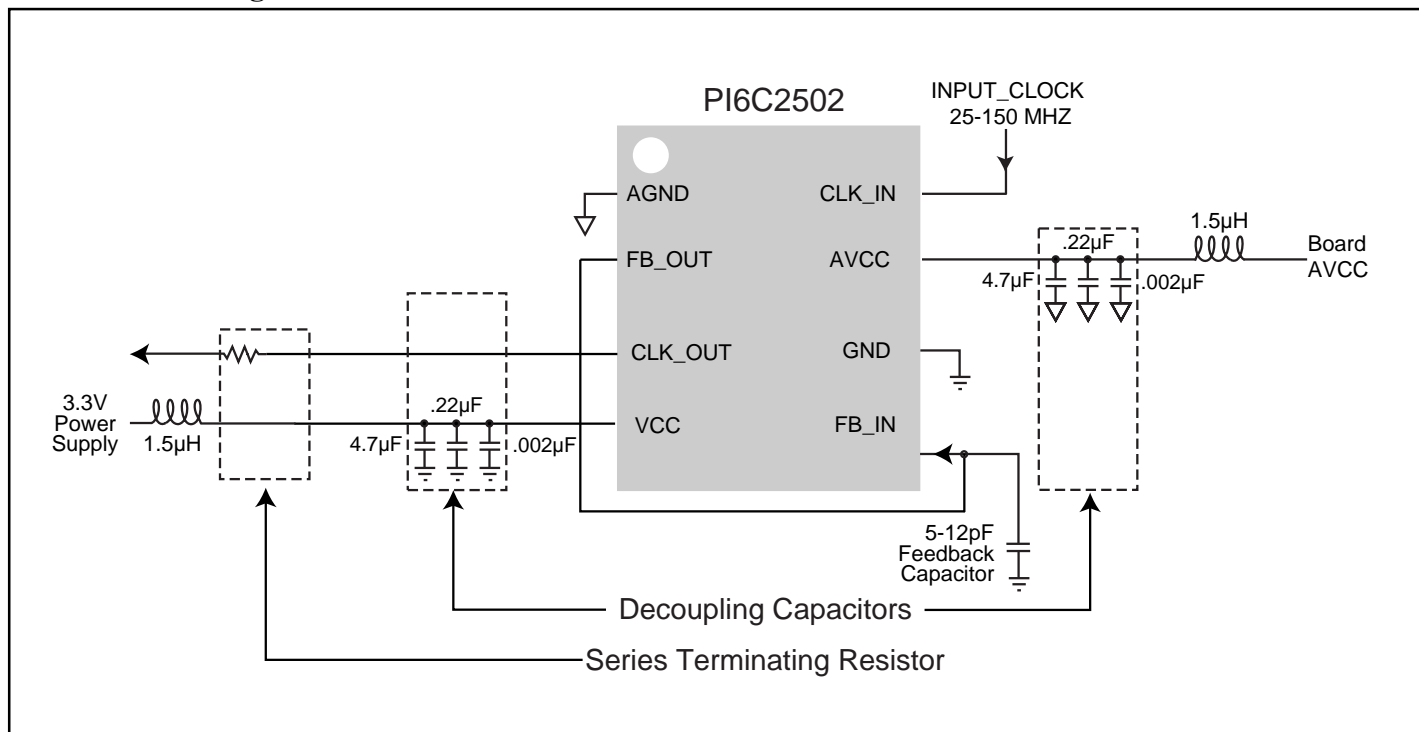 PI6C2502
INPUT_CLOCK
25-150 MHZ
AGND
CLK_IN
1.5µH
FB_OUT
AVCC
.22µF
4.7µF
.002µF
Board
AVCC
CLK_OUT
GND
3.3V
Power
Supply
1.5µH
.22µF
4.7µF
.002µF
VCC
FB_IN
5-12pF
Feedback
Capacitor
Decoupling Capacitors
Series Terminating Resistor